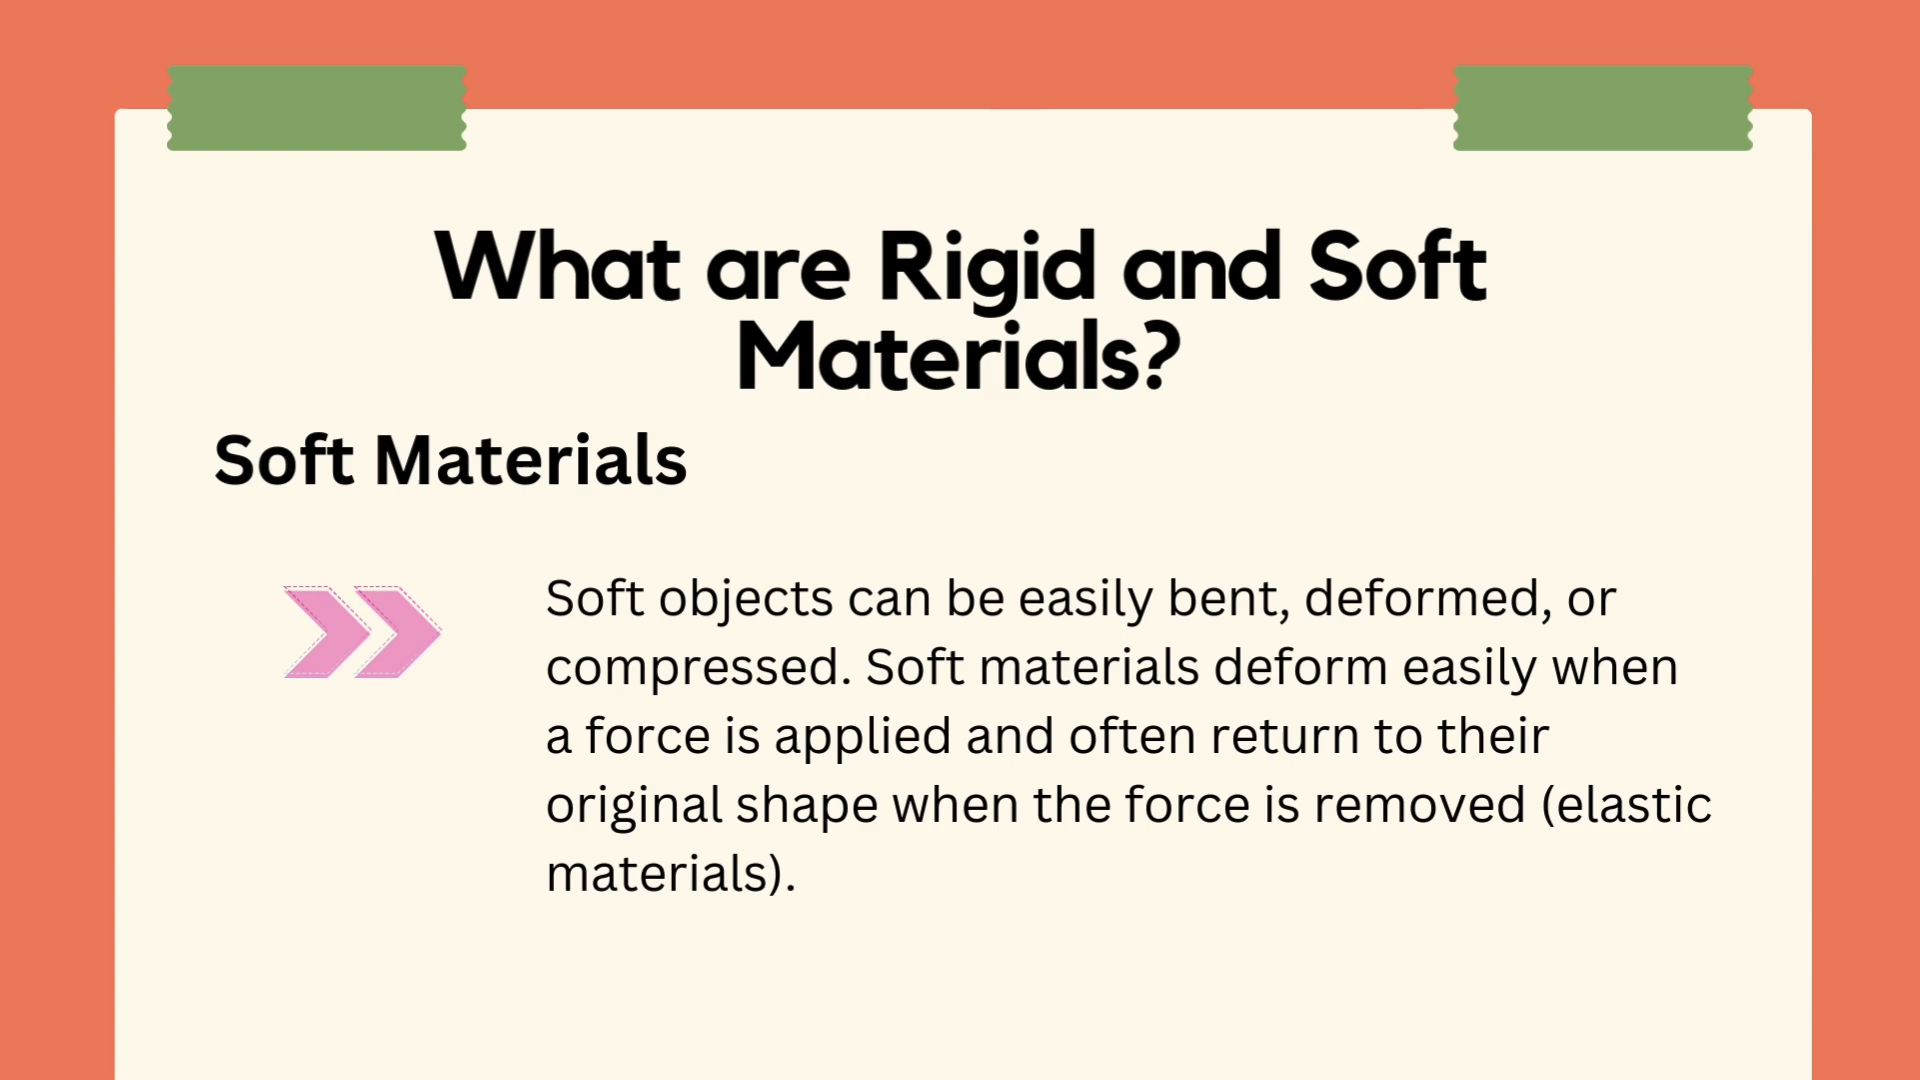 What are Rigid and Soft
Materials?
Soft Materials
Soft objects can be easily bent, deformed, or
compressed. Soft materials deform easily when
a force is applied and often return to their
original shape when the force is removed (elastic
materials).